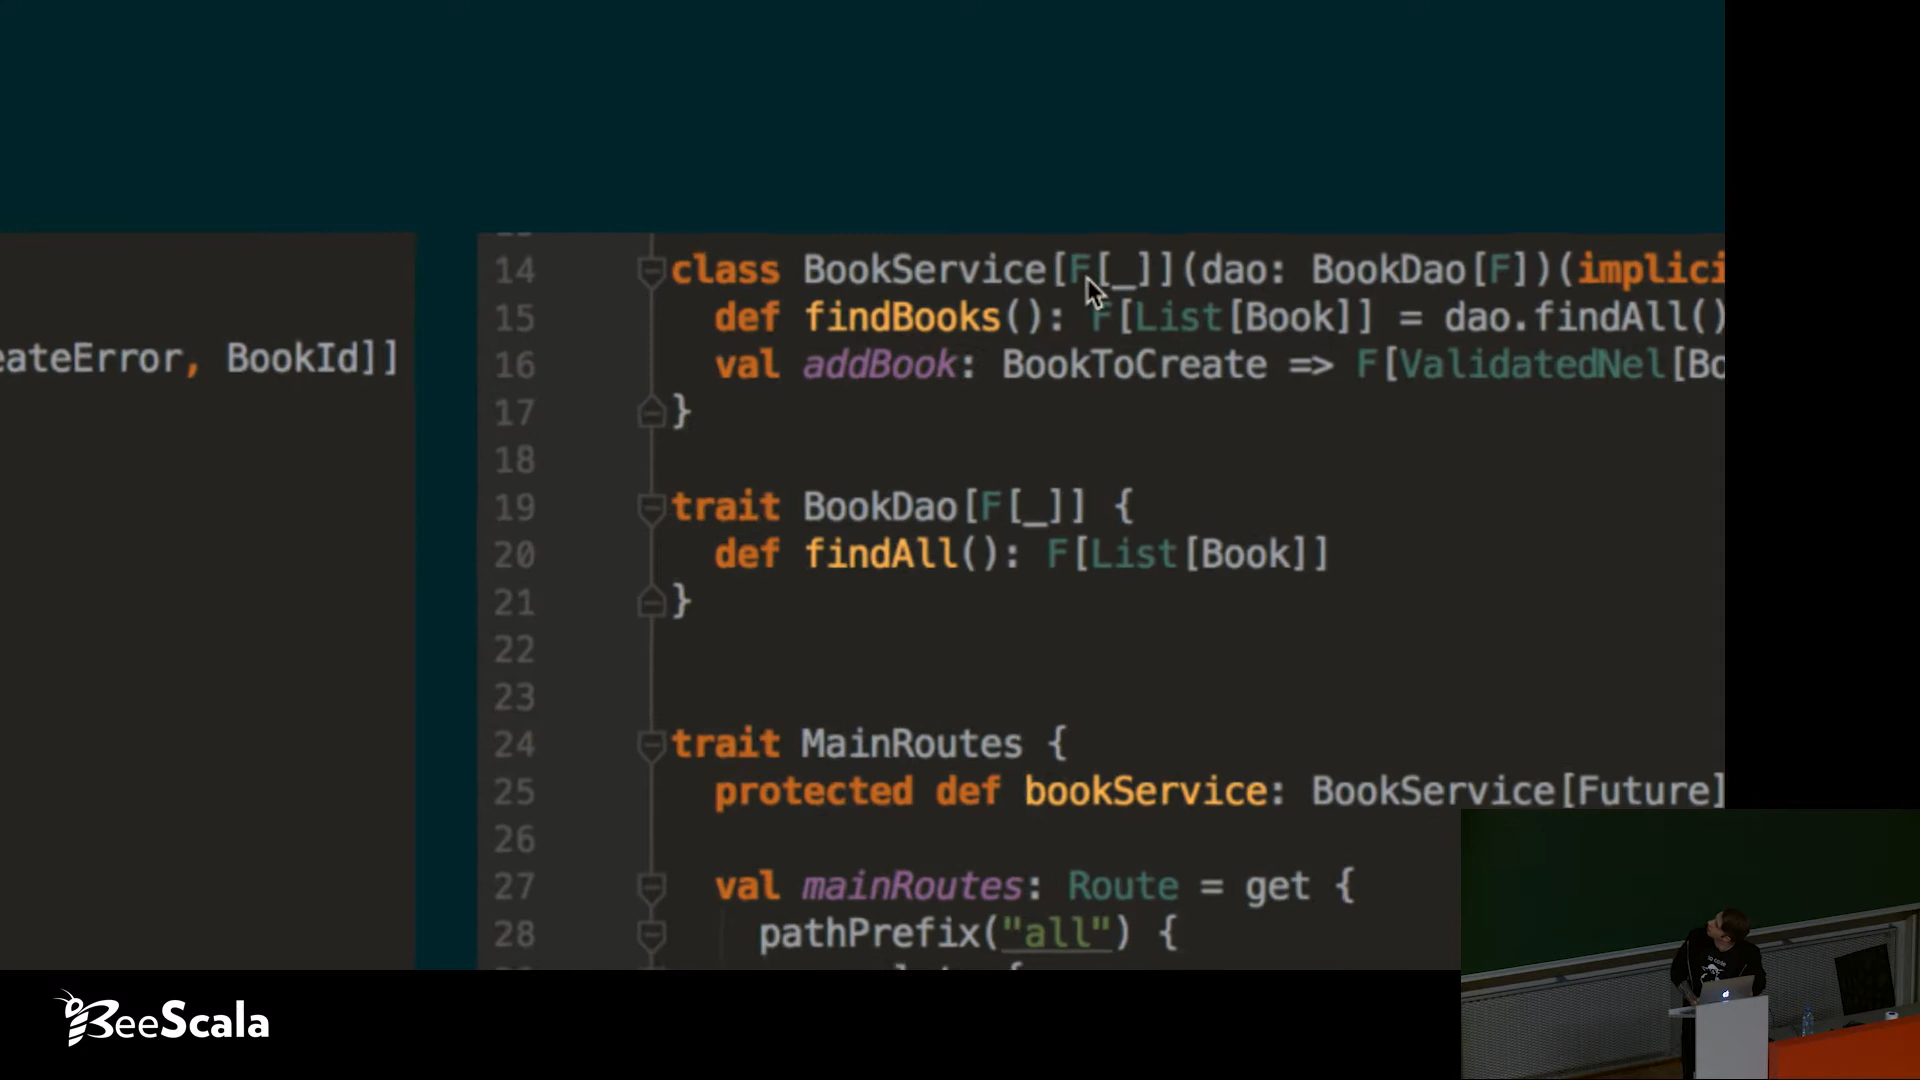 eateError, BookId]]
14 class BookService[F[_]](dao: BookDao[F])(implici
15 def findBooks(): F[List[Book]] = dao.findAll()
16 val addBook: BookToCreate => F[ValidatedNel[Bo
17 }
18
19 trait BookDao[F[_]] {
20 def findAll(): F[List[Book]]
21 }
22
23
24 trait MainRoutes {
25 protected def bookService: BookService[Future]
26
27 val mainRoutes: Route = get {
28 pathPrefix("all") {
BeeScala